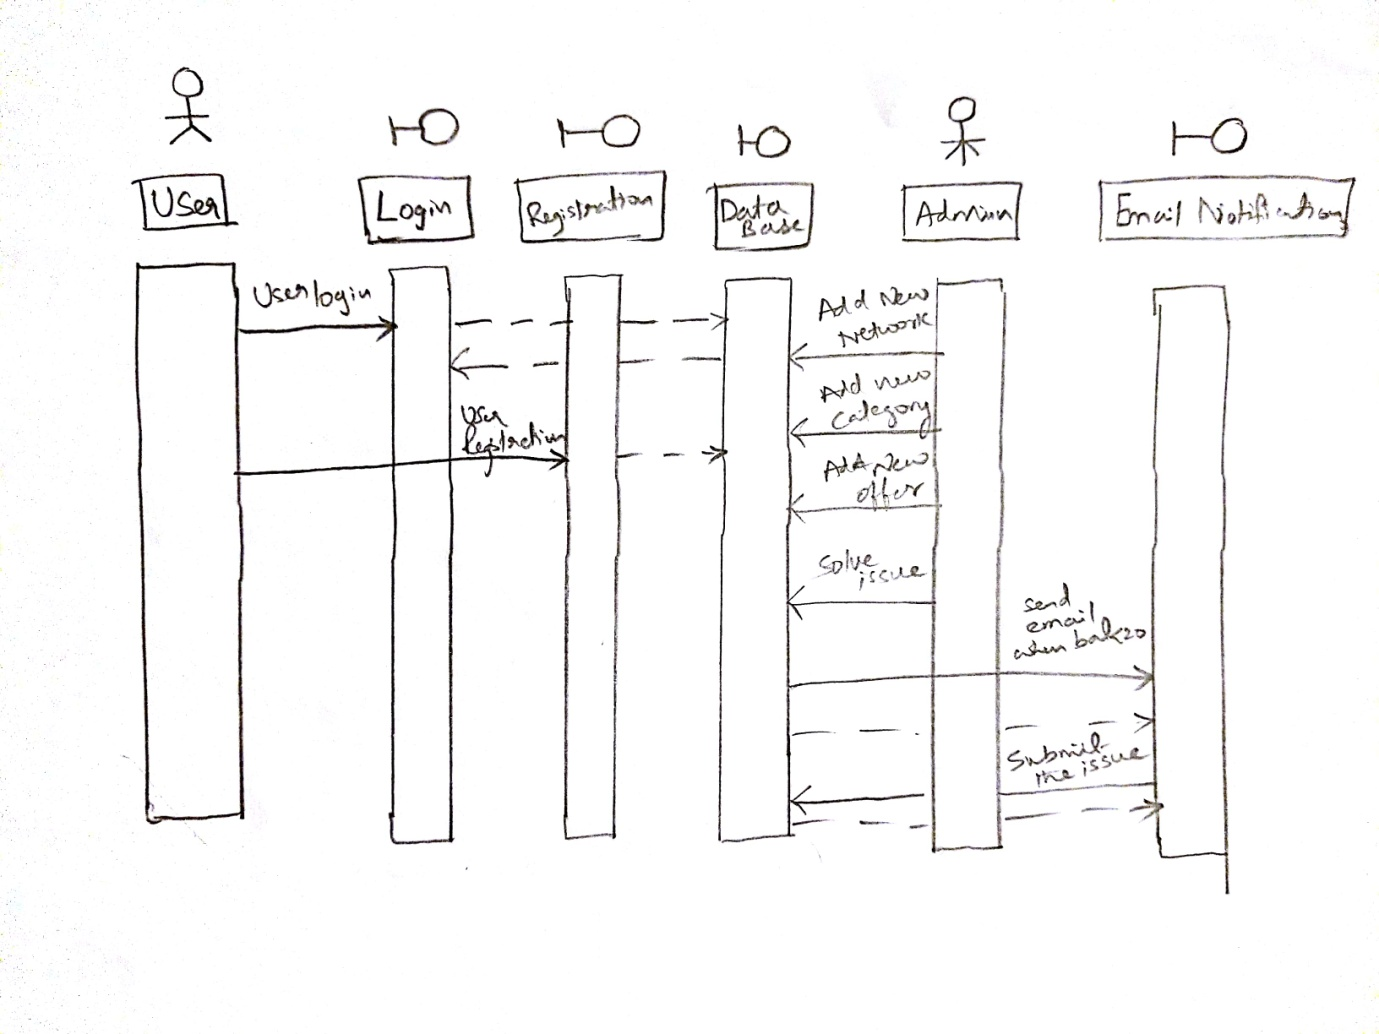 User
Login
Registration
Data
Base
Admin
Email Notification
User login
Add New
Network
Add new
Category
User
Add New
offer
Solve
issue
send
email
when
Submit
the issue